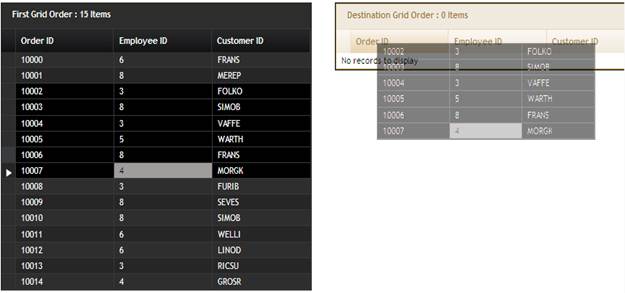 First Grid Order : 15 Items
Order ID Employee ID Customer ID
10000 6 FRANS
10001 8 MEREP
10002 3 FOLKO
10003 8 SIMOB
10004 3 VAFFE
10005 5 WARTH
10006 8 FRANS
10007 4 MORGK
10008 3 FURIB
10009 8 SEVES
10010 8 SIMOB
10011 6 WELLI
10012 6 LINOD
10013 3 RICSU
10014 4 GROSR
Destination Grid Order : 0 Items
Order ID Employee ID Customer ID
No records to display
10002 3 FOLKO
10003 8 SIMOB
10004 3 VAFFE
10005 5 WARTH
10006 8 FRANS
10007 4 MORGK